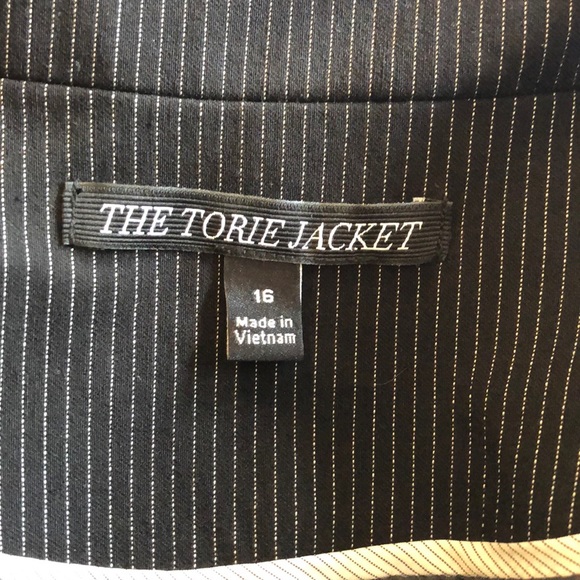 THE TORIE JACKET
16
Made in
Vietnam